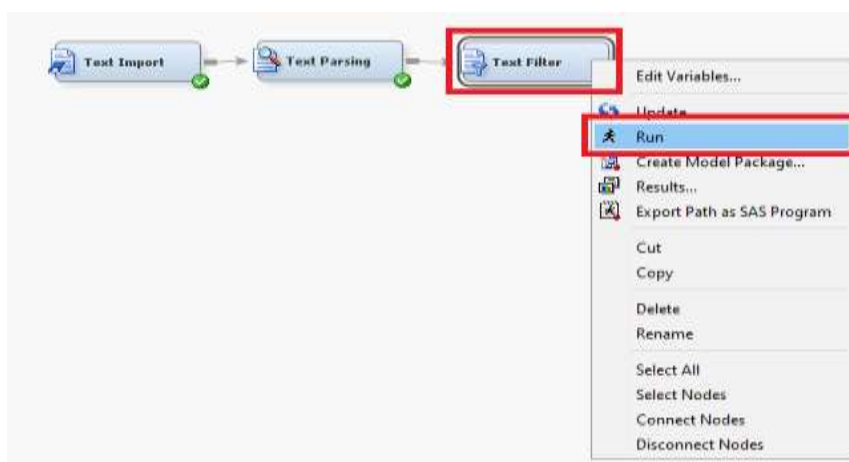 Text Import
Text Parsing
Text Filter
Edit Variables...
Update
Run
Create Model Package...
Results...
Export Path as SAS Program
Cut
Copy
Delete
Rename
Select All
Select Nodes
Connect Nodes
Disconnect Nodes